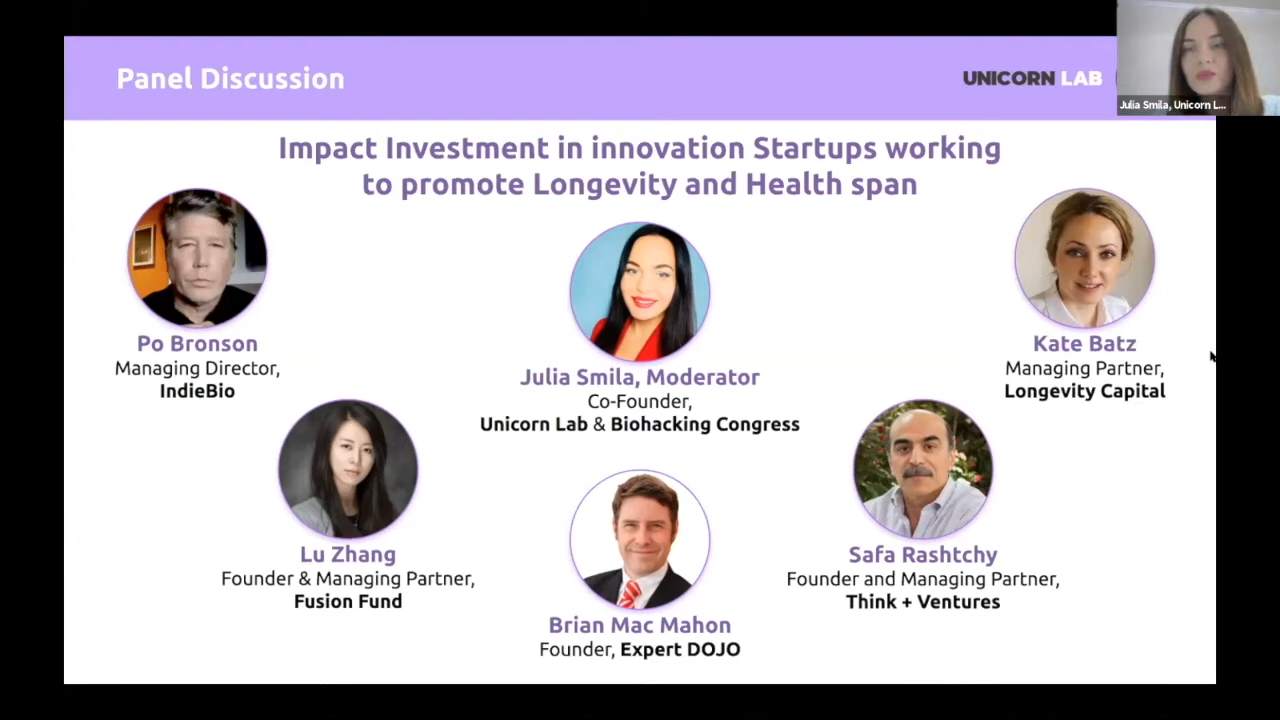 Panel Discussion
UNICORN LAB
Julia Smila, Unicorn L...
Impact Investment in innovation Startups working
to promote Longevity and Health span
Po Bronson
Managing Director,
IndieBio
Julia Smila, Moderator
Co-Founder,
Unicorn Lab & Biohacking Congress
Kate Batz
Managing Partner,
Longevity Capital
Lu Zhang
Founder & Managing Partner,
Fusion Fund
Brian Mac Mahon
Founder, Expert DOJO
Safa Rashtchy
Founder and Managing Partner,
Think + Ventures